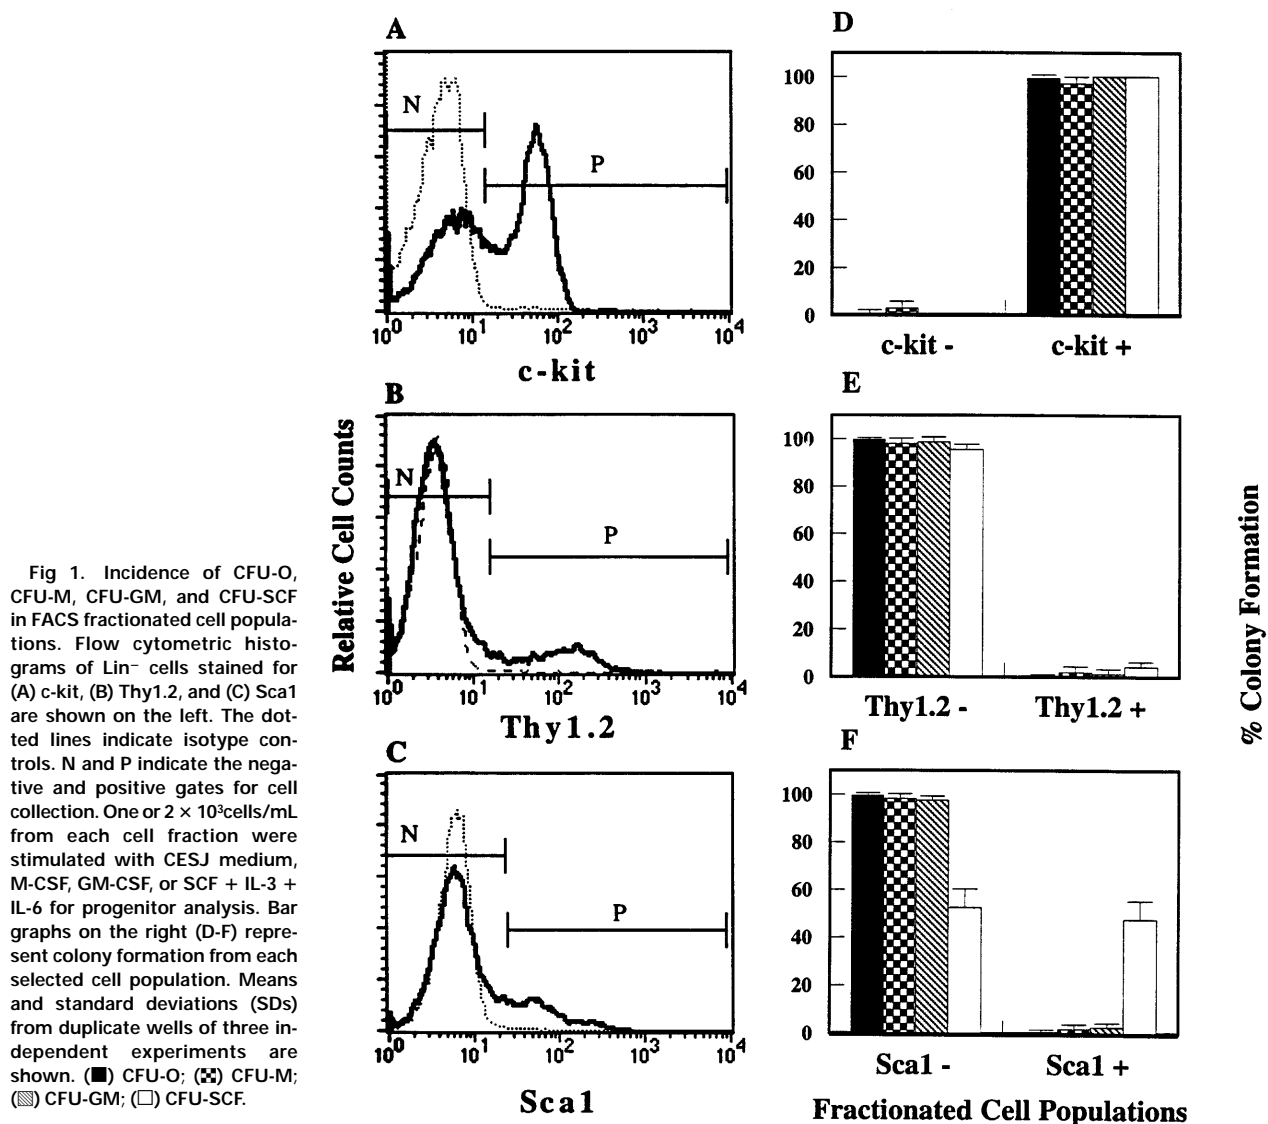 Fig 1. Incidence of CFU-O,
CFU-M, CFU-GM, and CFU-SCF
in FACS fractionated cell popula-
tions. Flow cytometric histo-
grams of Lin− cells stained for
(A) c-kit, (B) Thy1.2, and (C) Sca1
are shown on the left. The dot-
ted lines indicate isotype con-
trols. N and P indicate the nega-
tive and positive gates for cell
collection. One or 2 × 10³cells/mL
from each cell fraction were
stimulated with CESJ medium,
M-CSF, GM-CSF, or SCF + IL-3 +
IL-6 for progenitor analysis. Bar
graphs on the right (D-F) repre-
sent colony formation from each
selected cell population. Means
and standard deviations (SDs)
from duplicate wells of three in-
dependent experiments are
shown. (■) CFU-O; (▩) CFU-M;
(▧) CFU-GM; (□) CFU-SCF.
Relative Cell Counts
A
N
P
10⁰ 10¹ 10² 10³ 10⁴
c-kit
B
N
P
10⁰ 10¹ 10² 10³ 10⁴
Thy1.2
C
N
P
10⁰ 10¹ 10² 10³ 10⁴
Sca1
D
100
80
60
40
20
0
c-kit - c-kit +
E
100
80
60
40
20
0
Thy1.2 - Thy1.2 +
F
100
80
60
40
20
0
Sca1 - Sca1 +
Fractionated Cell Populations
% Colony Formation